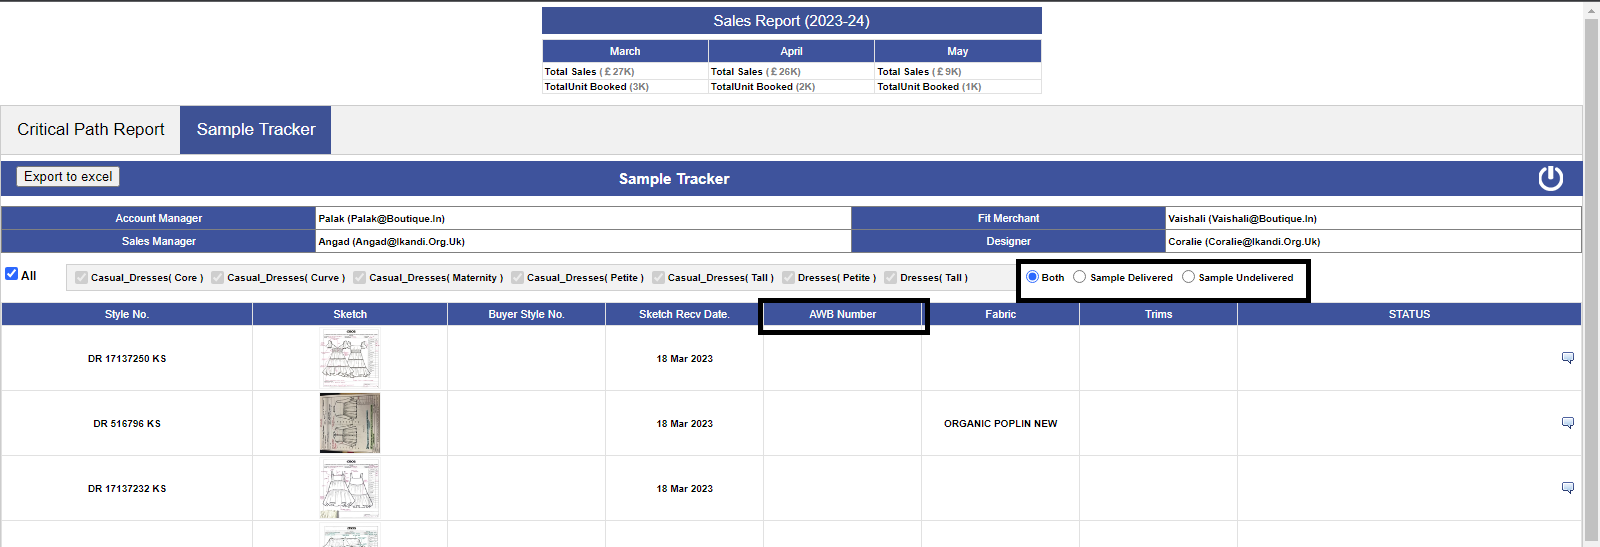 Sales Report (2023-24)
March April May
Total Sales (£27K) Total Sales (£26K) Total Sales (£9K)
TotalUnit Booked (3K) TotalUnit Booked (2K) TotalUnit Booked (1K)
Critical Path Report Sample Tracker
Export to excel Sample Tracker
Account Manager Palak (Palak@Boutique.In) Fit Merchant Vaishali (Vaishali@Boutique.In)
Sales Manager Angad (Angad@Ikandi.Org.Uk) Designer Coralie (Coralie@Ikandi.Org.Uk)
All Casual_Dresses( Core ) Casual_Dresses( Curve ) Casual_Dresses( Maternity ) Casual_Dresses( Petite ) Casual_Dresses( Tall ) Dresses( Petite ) Dresses( Tall ) Both Sample Delivered Sample Undelivered
Style No. Sketch Buyer Style No. Sketch Recv Date. AWB Number Fabric Trims STATUS
DR 17137250 KS 18 Mar 2023
DR 516796 KS 18 Mar 2023 ORGANIC POPLIN NEW
DR 17137232 KS 18 Mar 2023